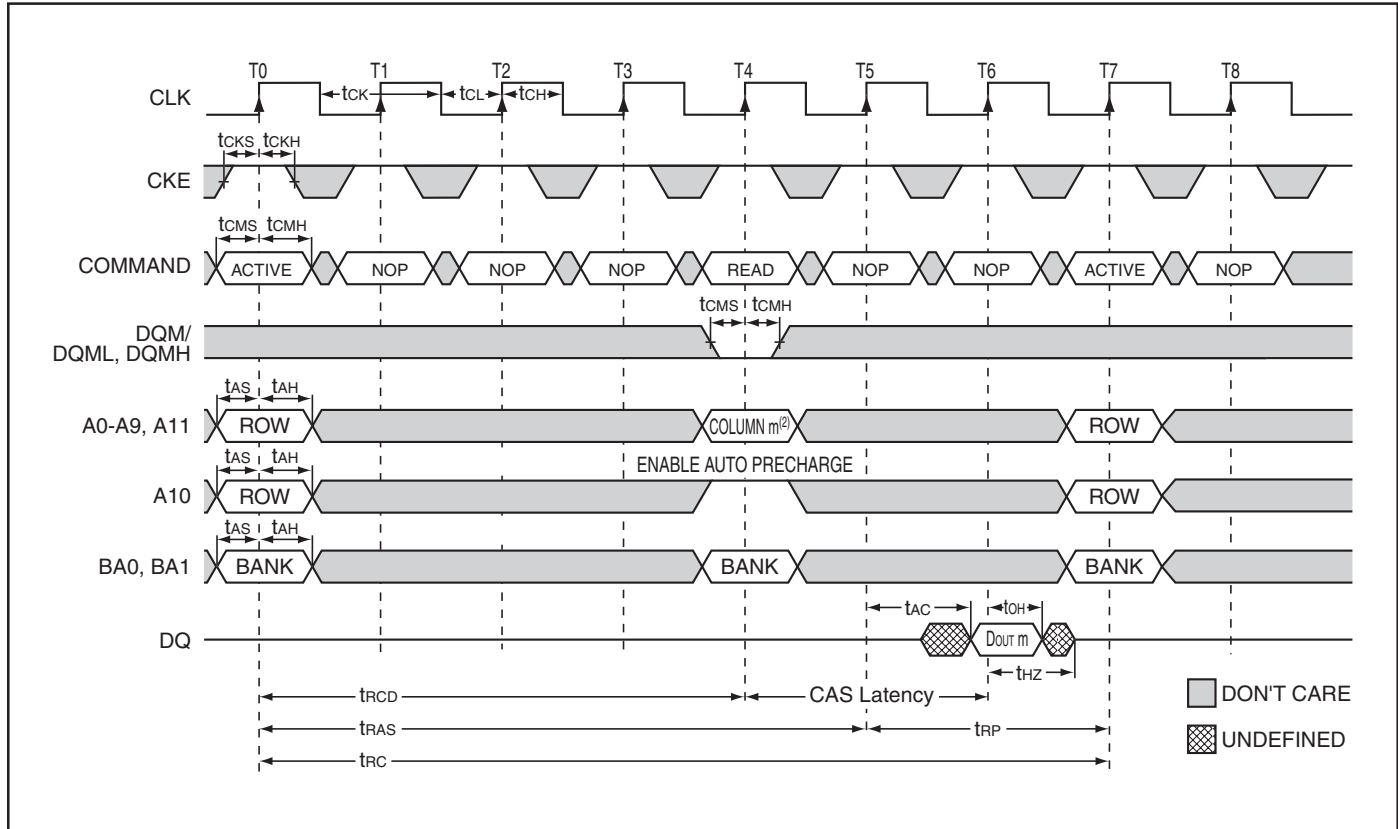 T0 T1 T2 T3 T4 T5 T6 T7 T8
CLK tCK tCL tCH
tCKS tCKH
CKE
tCMS tCMH
COMMAND ACTIVE NOP NOP NOP READ NOP NOP ACTIVE NOP
tCMS tCMH
DQM/
DQML, DQMH
tAS tAH
A0-A9, A11 ROW COLUMN m(2) ROW
tAS tAH ENABLE AUTO PRECHARGE
A10 ROW ROW
tAS tAH
BA0, BA1 BANK BANK BANK
tAC tOH
DQ DOUT m
tHZ
tRCD CAS Latency
DON'T CARE
tRAS tRP
UNDEFINED
tRC